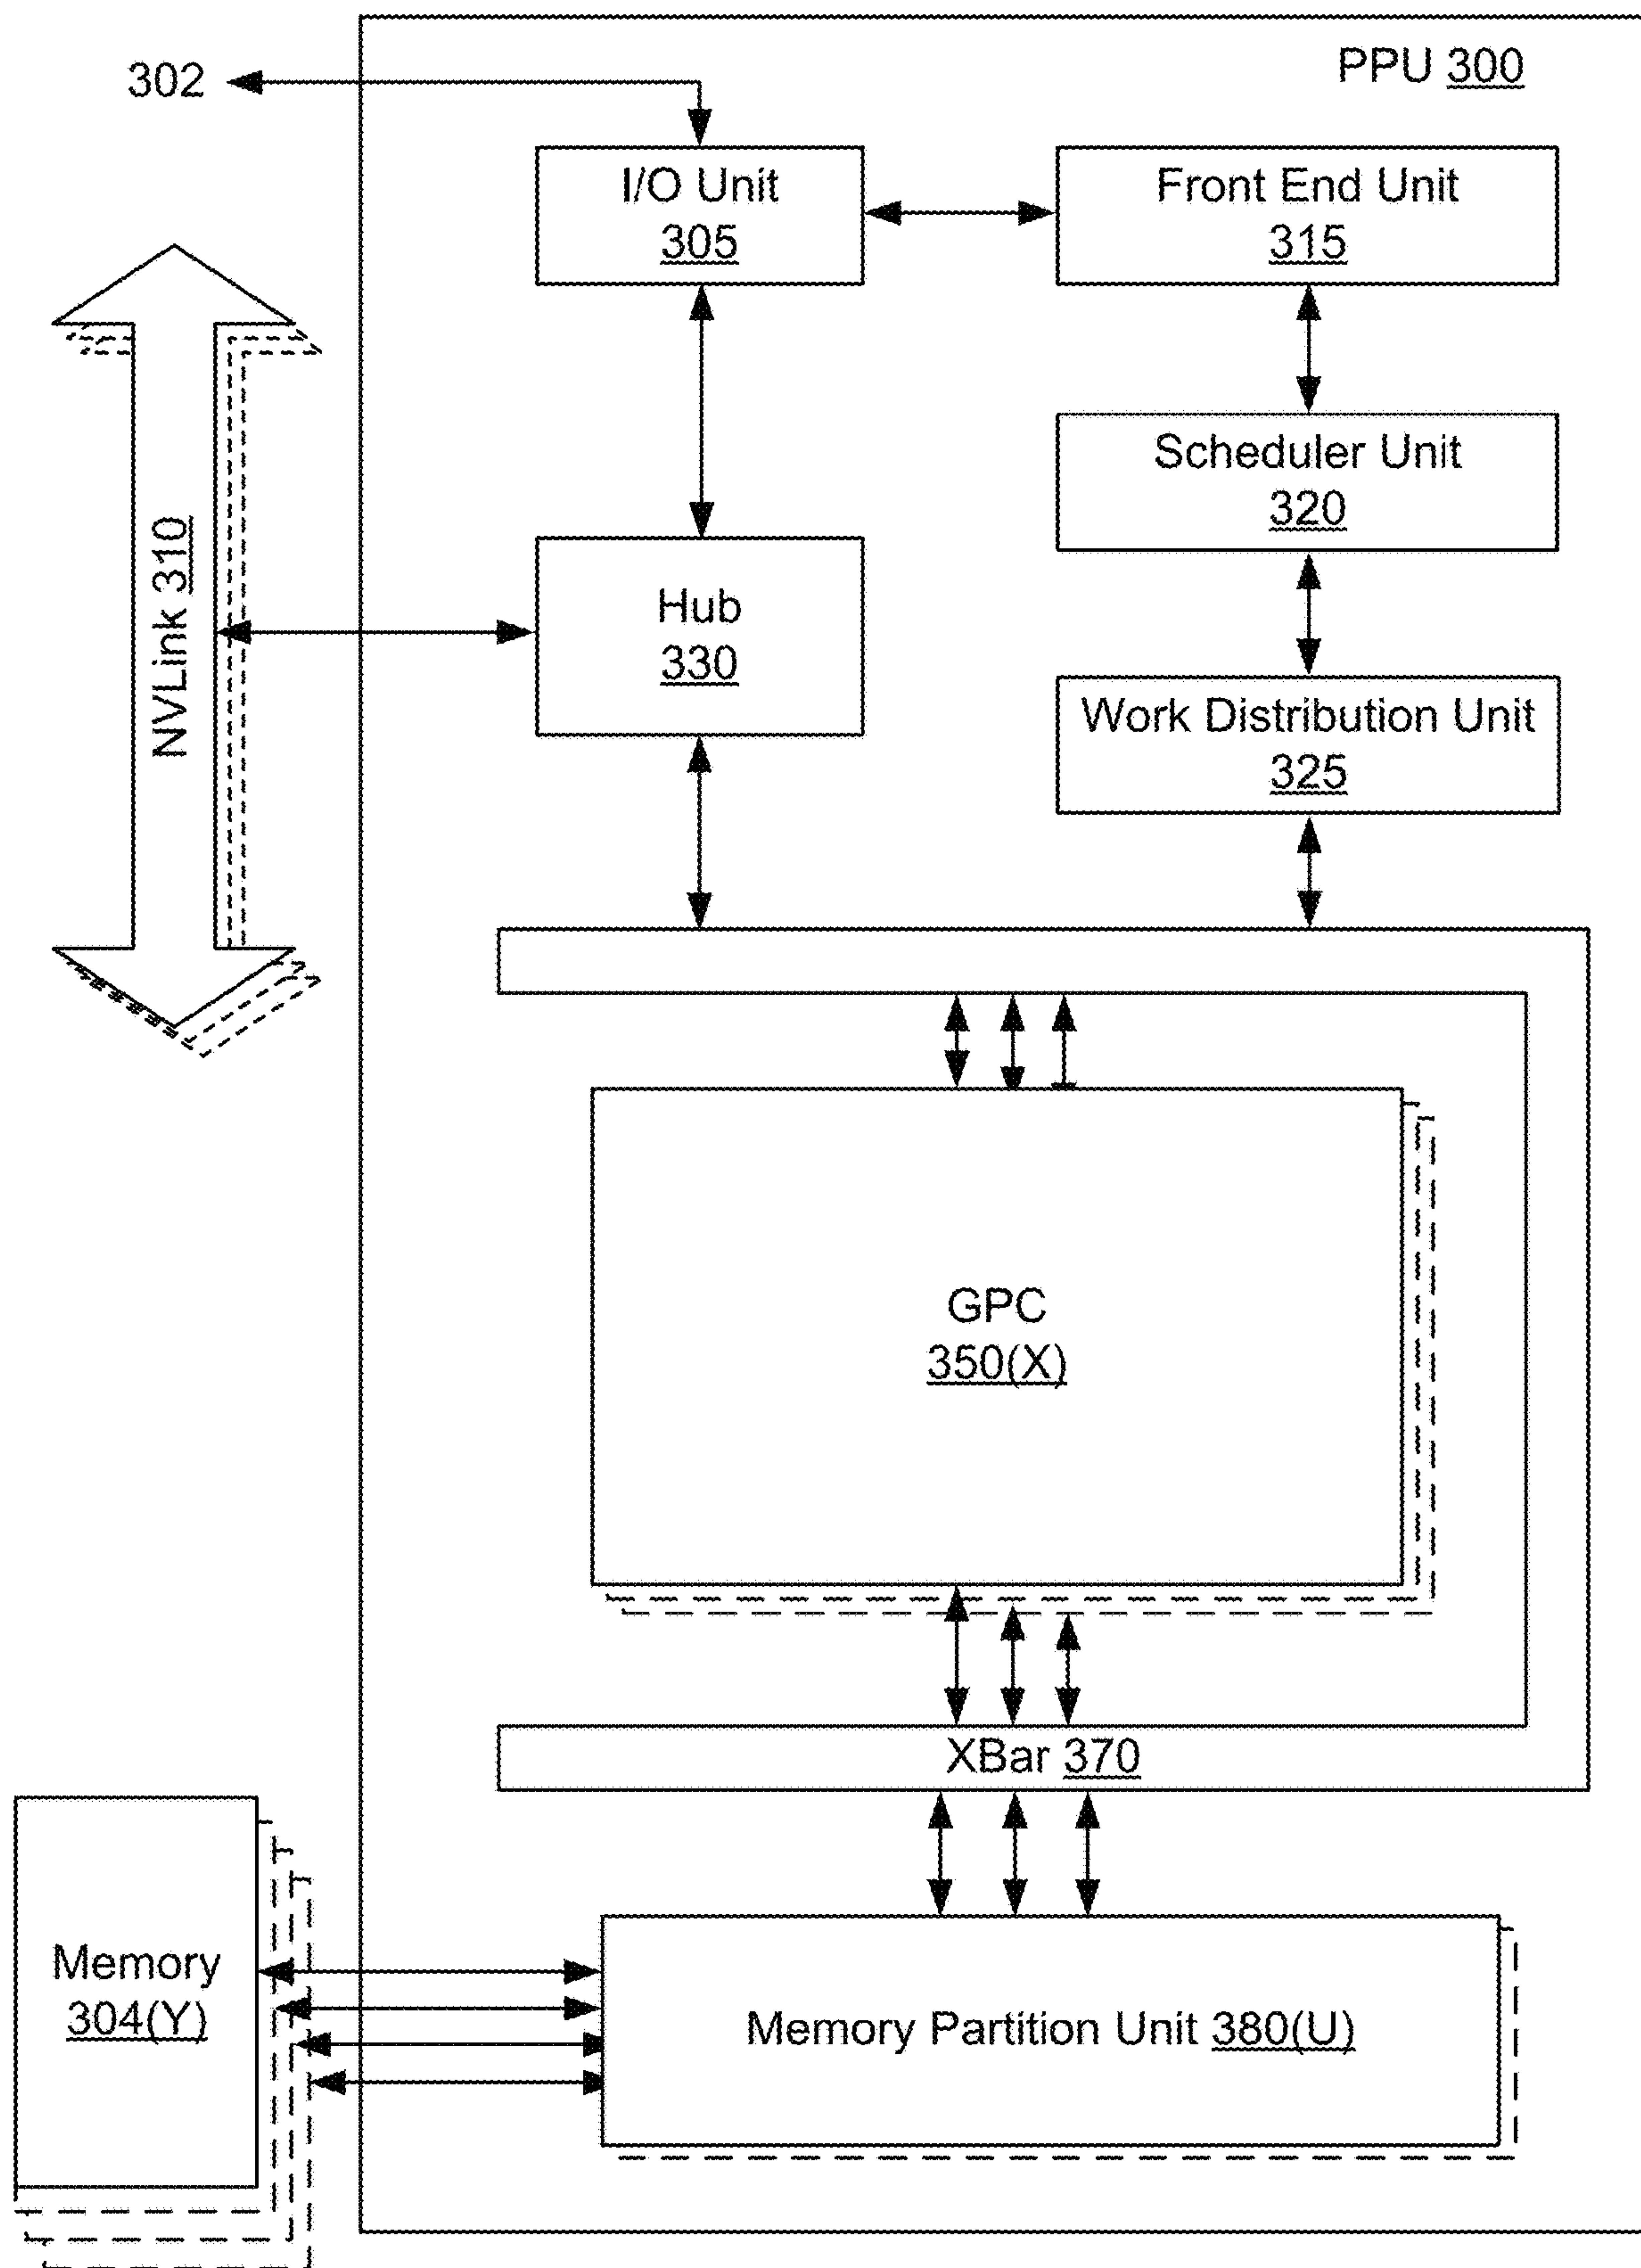 PPU 300
302
I/O Unit
305
Front End Unit
315
Scheduler Unit
320
NVLink 310
Hub
330
Work Distribution Unit
325
GPC
350(X)
XBar 370
Memory
304(Y)
Memory Partition Unit 380(U)